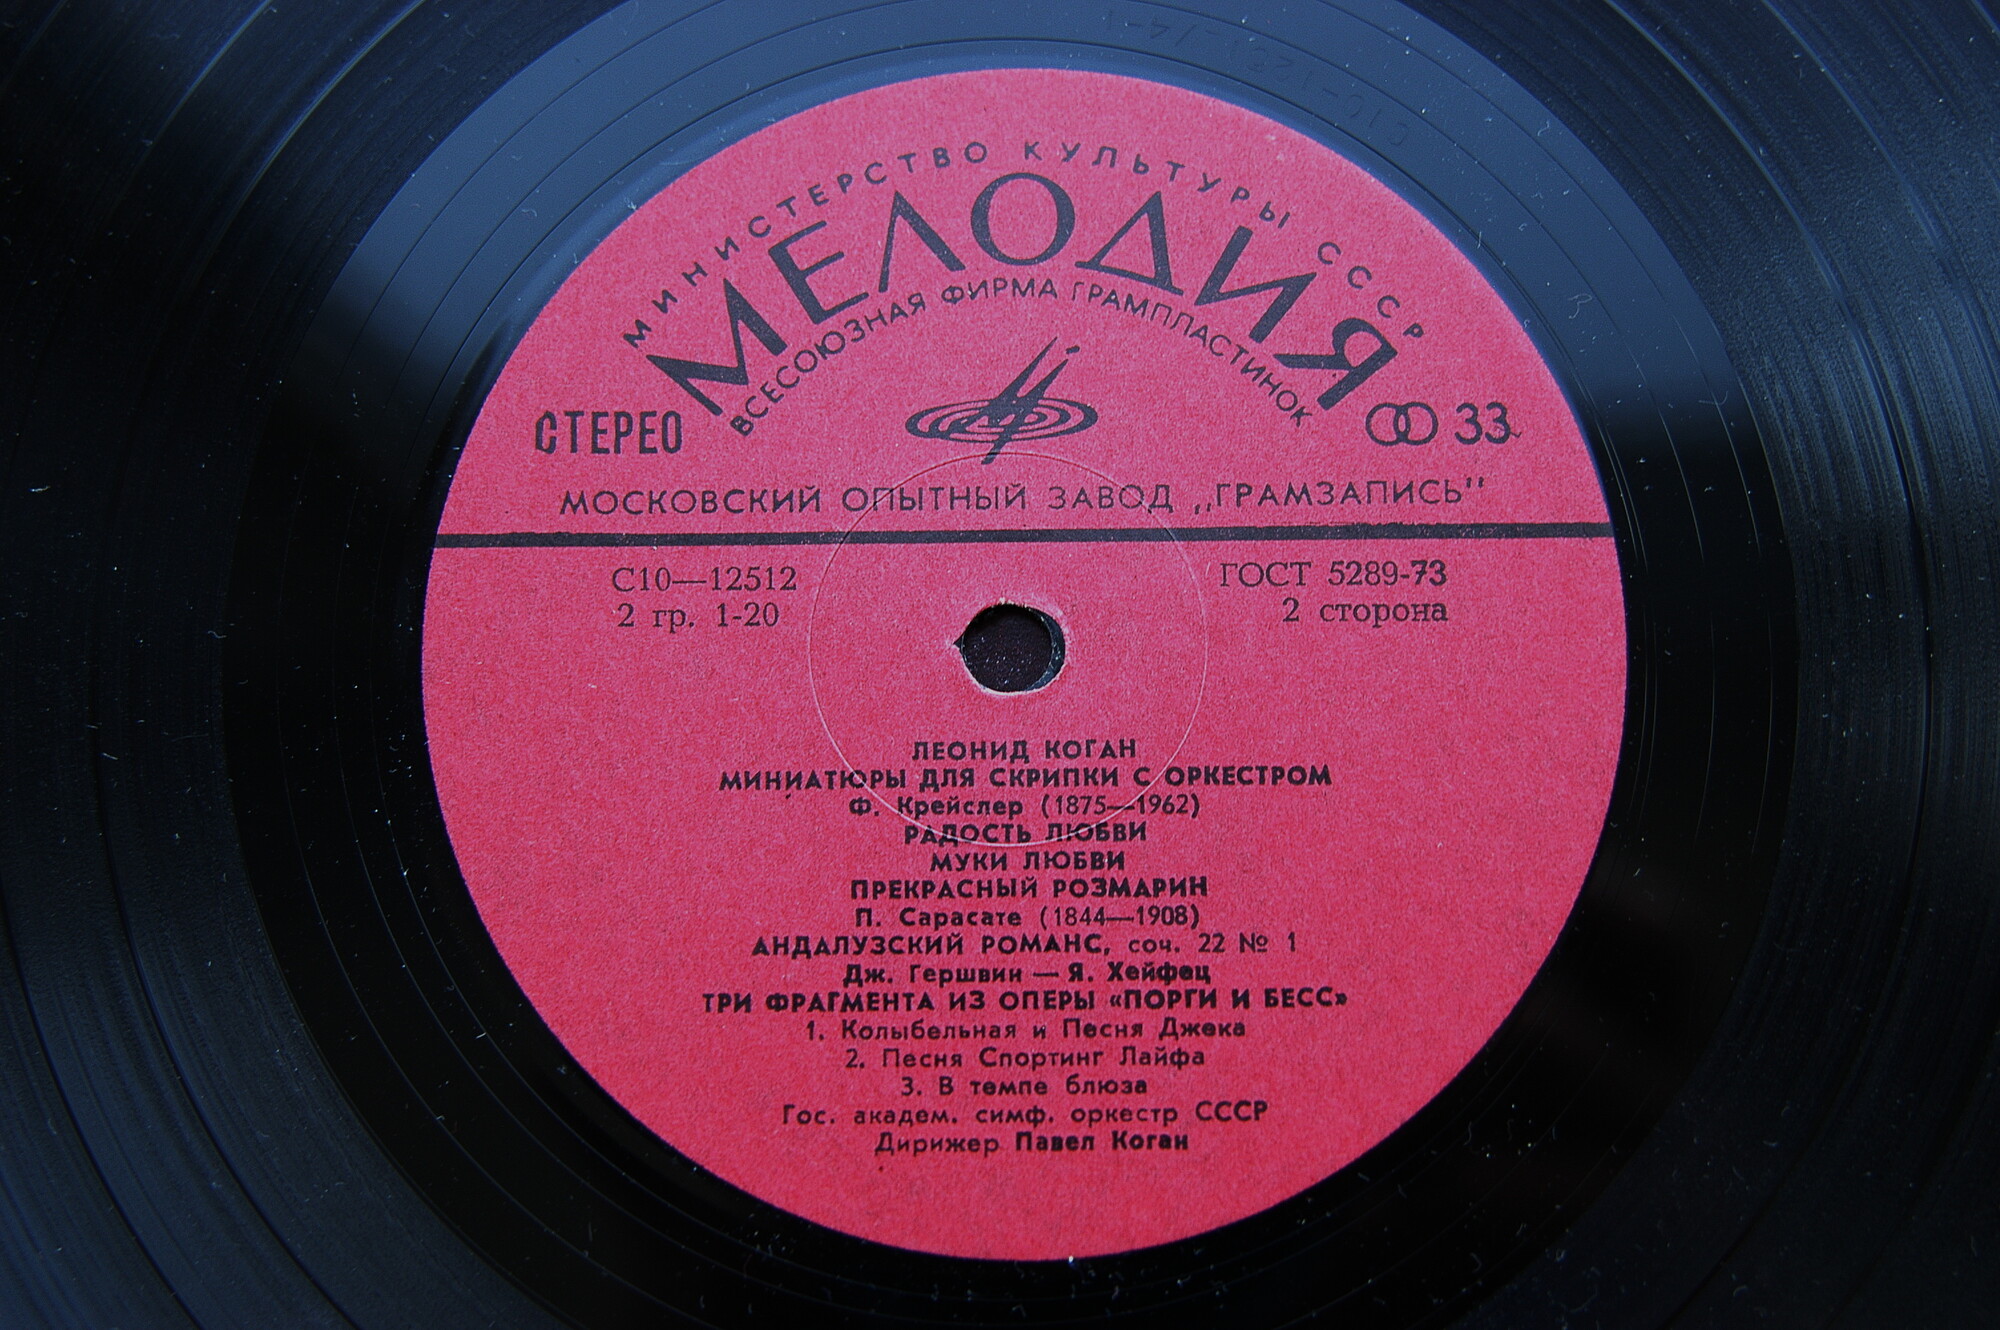 МИНИСТЕРСТВО КУЛЬТУРЫ СССР
МЕЛОДИЯ
ВСЕСОЮЗНАЯ ФИРМА ГРАМПЛАСТИНОК
СТЕРЕО
33
МОСКОВСКИЙ ОПЫТНЫЙ ЗАВОД „ГРАМЗАПИСЬ"
С10—12512
ГОСТ 5289-73
2 гр. 1-20
2 сторона
ЛЕОНИД КОГАН
МИНИАТЮРЫ ДЛЯ СКРИПКИ С ОРКЕСТРОМ
Ф. Крейслер (1875—1962)
РАДОСТЬ ЛЮБВИ
МУКИ ЛЮБВИ
ПРЕКРАСНЫЙ РОЗМАРИН
П. Сарасате (1844—1908)
АНДАЛУЗСКИЙ РОМАНС, соч. 22 № 1
Дж. Гершвин — Я. Хейфец
ТРИ ФРАГМЕНТА ИЗ ОПЕРЫ «ПОРГИ И БЕСС»
1. Колыбельная и Песня Джека
2. Песня Спортинг Лайфа
3. В темпе блюза
Гос. академ. симф. оркестр СССР
Дирижер Павел Коган